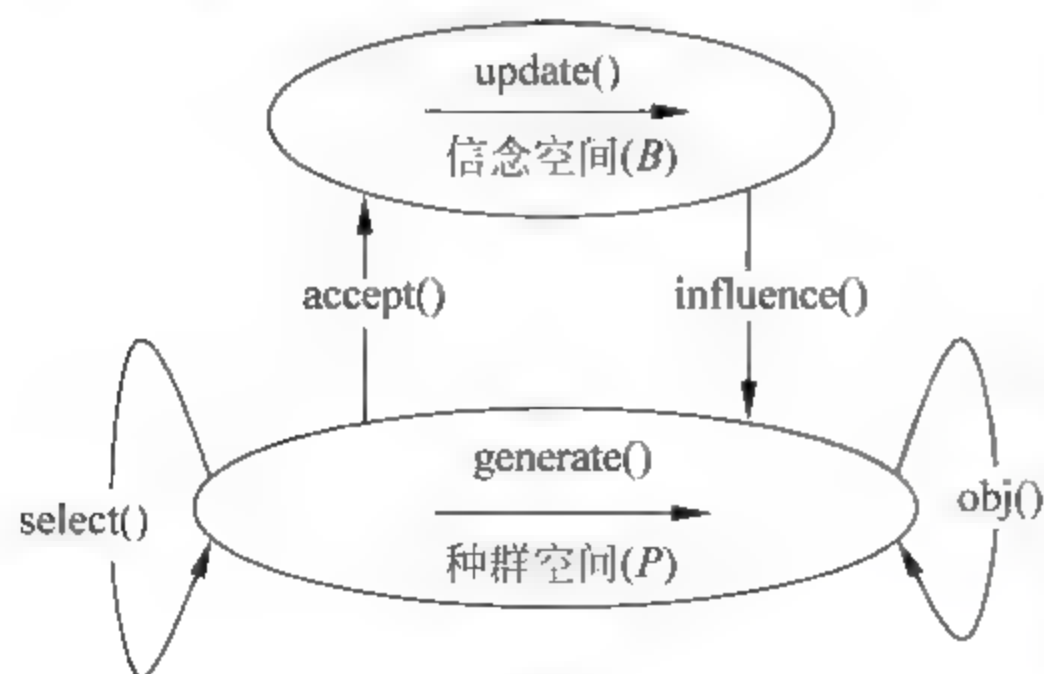 update()
信念空间(B)
accept()
influence()
generate()
select()
obj()
种群空间(P)